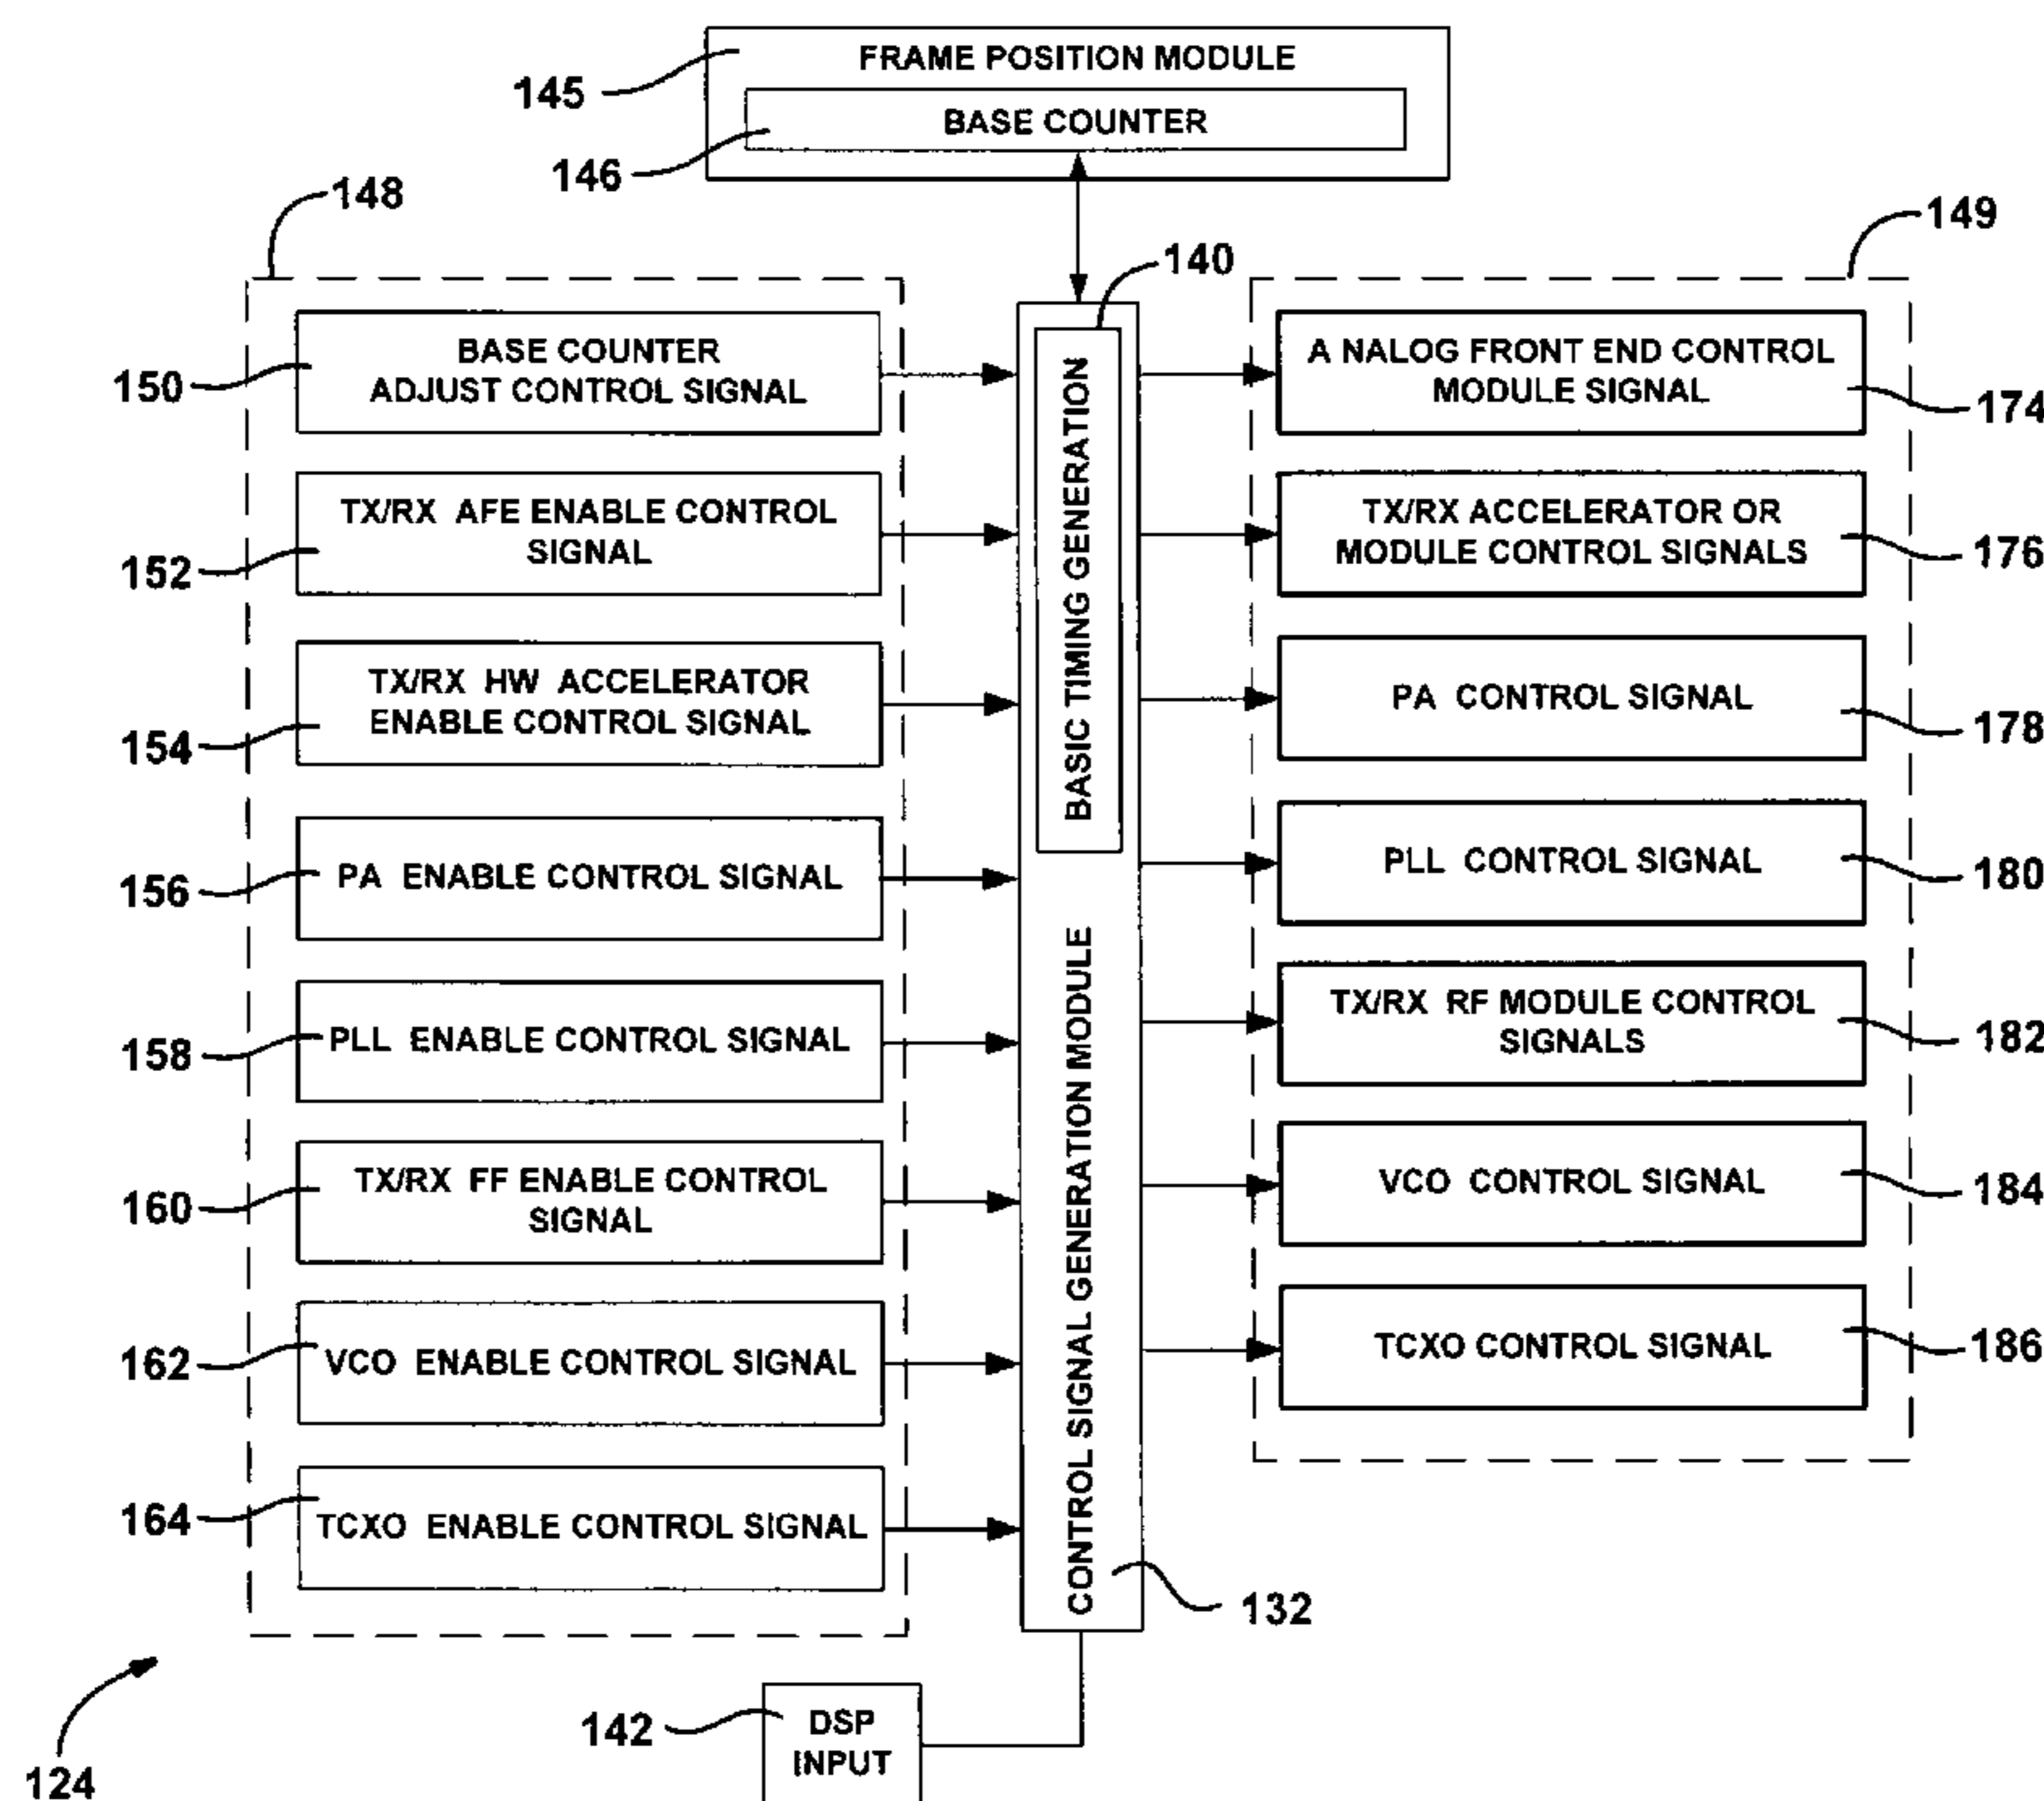 FRAME POSITION MODULE
145
BASE COUNTER
146
148
149
140
BASE COUNTER
ADJUST CONTROL SIGNAL
150
TX/RX AFE ENABLE CONTROL
SIGNAL
152
TX/RX HW ACCELERATOR
ENABLE CONTROL SIGNAL
154
PA ENABLE CONTROL SIGNAL
156
PLL ENABLE CONTROL SIGNAL
158
TX/RX FF ENABLE CONTROL
SIGNAL
160
VCO ENABLE CONTROL SIGNAL
162
TCXO ENABLE CONTROL SIGNAL
164
BASIC TIMING GENERATION
CONTROL SIGNAL GENERATION MODULE
132
A NALOG FRONT END CONTROL
MODULE SIGNAL
174
TX/RX ACCELERATOR OR
MODULE CONTROL SIGNALS
176
PA CONTROL SIGNAL
178
PLL CONTROL SIGNAL
180
TX/RX RF MODULE CONTROL
SIGNALS
182
VCO CONTROL SIGNAL
184
TCXO CONTROL SIGNAL
186
142
DSP
INPUT
124